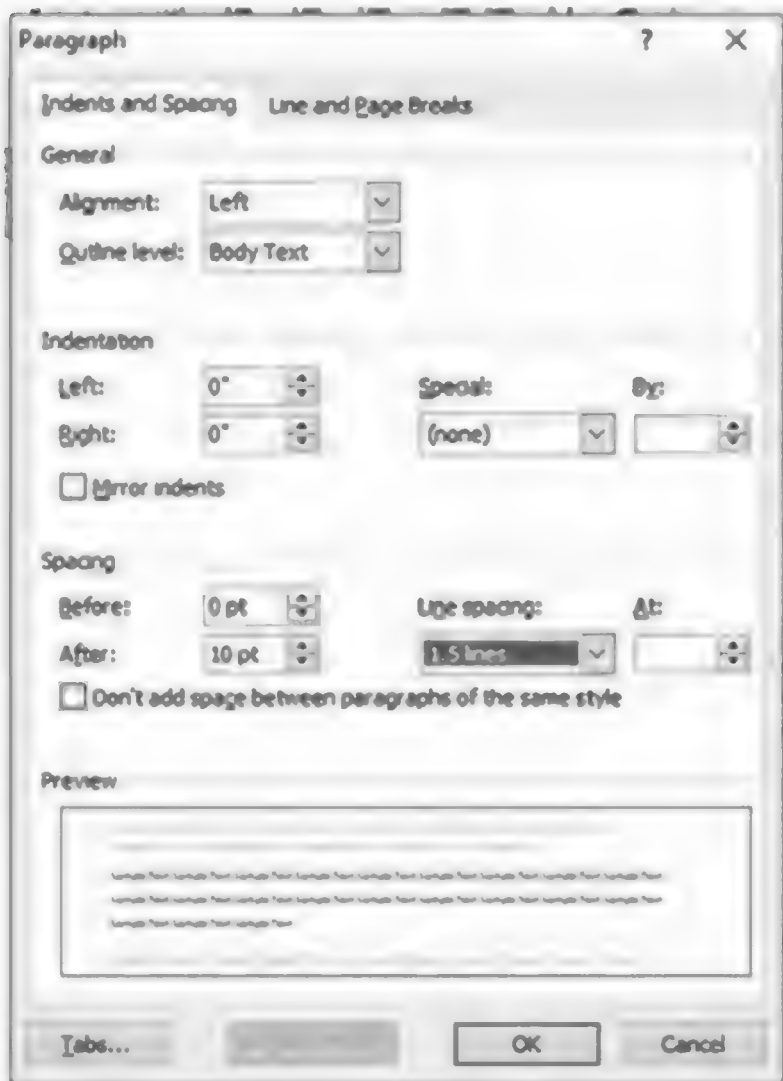 Paragraph ? ×
Indents and Spacing Line and Page Breaks
General
Alignment: Left
Outline level: Body Text
Indentation
Left: 0" Special: By:
Right: 0" (none)
Mirror indents
Spacing
Before: 0 pt Line spacing: At:
After: 10 pt 1.5 lines
Don't add space between paragraphs of the same style
Preview
Tabs... OK Cancel